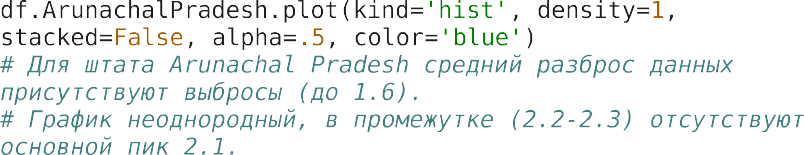 df.ArunachalPradesh.plot(kind='hist', density=1,
stacked=False, alpha=.5, color='blue')
# Для штата Arunachal Pradesh средний разброс данных
присутствуют выбросы (до 1.6).
# График неоднородный, в промежутке (2.2-2.3) отсутствуют
основной пик 2.1.